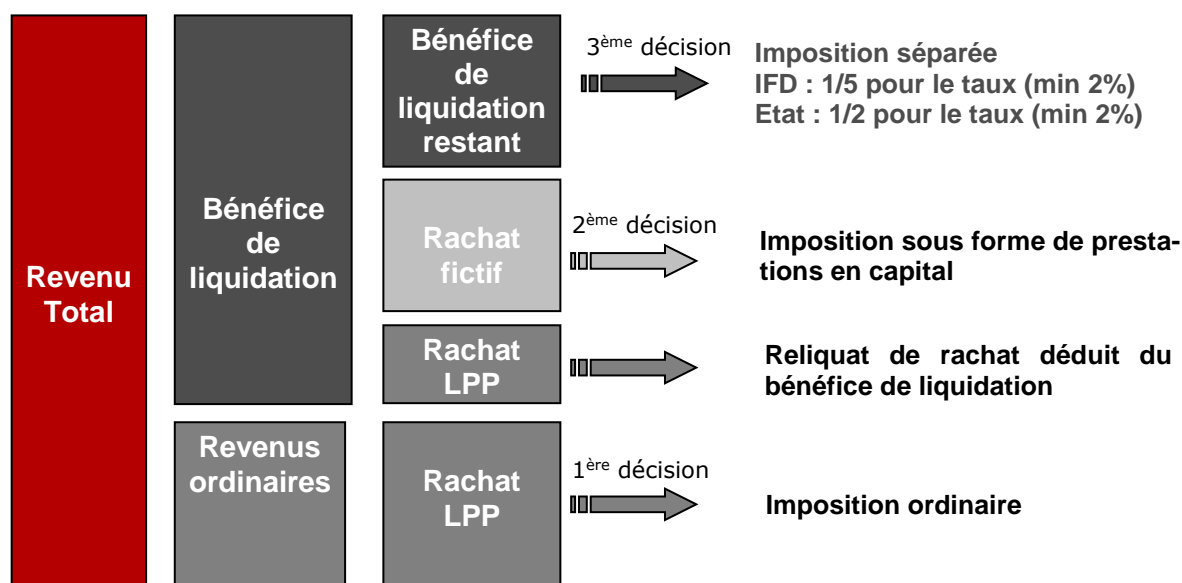 Revenu
Total
Bénéfice
de
liquidation
Revenus
ordinaires
Bénéfice
de
liquidation
restant
3ème décision
Imposition séparée
IFD : 1/5 pour le taux (min 2%)
Etat : 1/2 pour le taux (min 2%)
Rachat
fictif
2ème décision
Imposition sous forme de presta-
tions en capital
Rachat
LPP
Reliquat de rachat déduit du
bénéfice de liquidation
Rachat
LPP
1ère décision
Imposition ordinaire